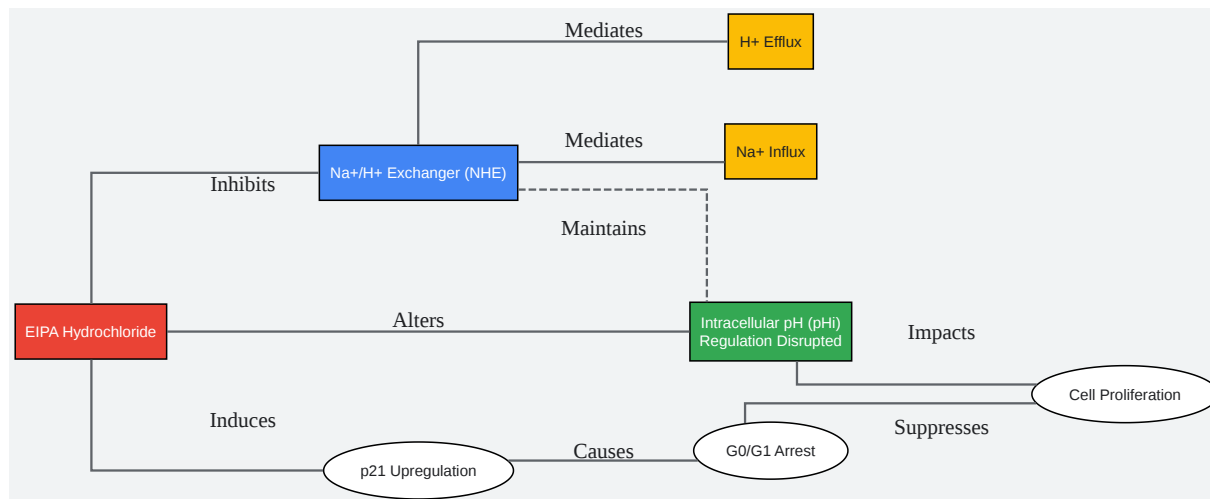 Mediates
H+ Efflux
Mediates
Na+ Influx
Na+/H+ Exchanger (NHE)
Inhibits
Maintains
EIPA Hydrochloride
Alters
Intracellular pH (pHi)
Regulation Disrupted
Impacts
Cell Proliferation
Induces
Suppresses
Causes
G0/G1 Arrest
p21 Upregulation